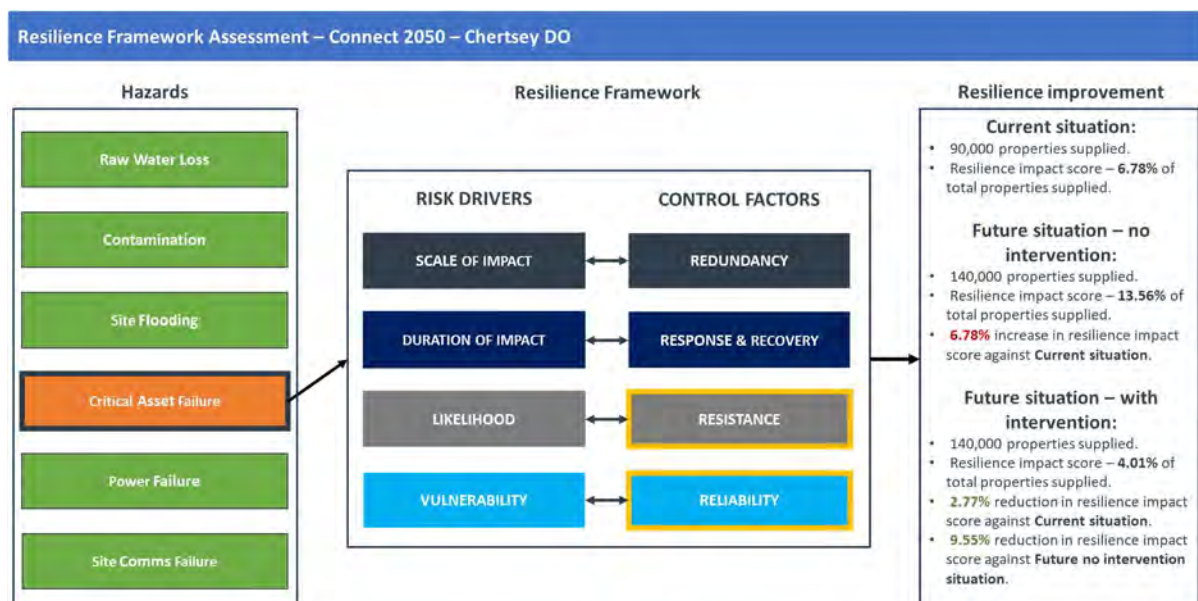 Resilience Framework Assessment – Connect 2050 – Chertsey DO
Hazards
Raw Water Loss
Contamination
Site Flooding
Critical Asset Failure
Power Failure
Site Comms Failure
Resilience Framework
RISK DRIVERS
CONTROL FACTORS
SCALE OF IMPACT
REDUNDANCY
DURATION OF IMPACT
RESPONSE & RECOVERY
LIKELIHOOD
RESISTANCE
VULNERABILITY
RELIABILITY
Resilience improvement
Current situation:
• 90,000 properties supplied.
• Resilience impact score – 6.78% of
total properties supplied.
Future situation – no
intervention:
• 140,000 properties supplied.
• Resilience impact score – 13.56% of
total properties supplied.
• 6.78% increase in resilience impact
score against Current situation.
Future situation – with
intervention:
• 140,000 properties supplied.
• Resilience impact score – 4.01% of
total properties supplied.
• 2.77% reduction in resilience impact
score against Current situation.
• 9.55% reduction in resilience impact
score against Future no intervention
situation.